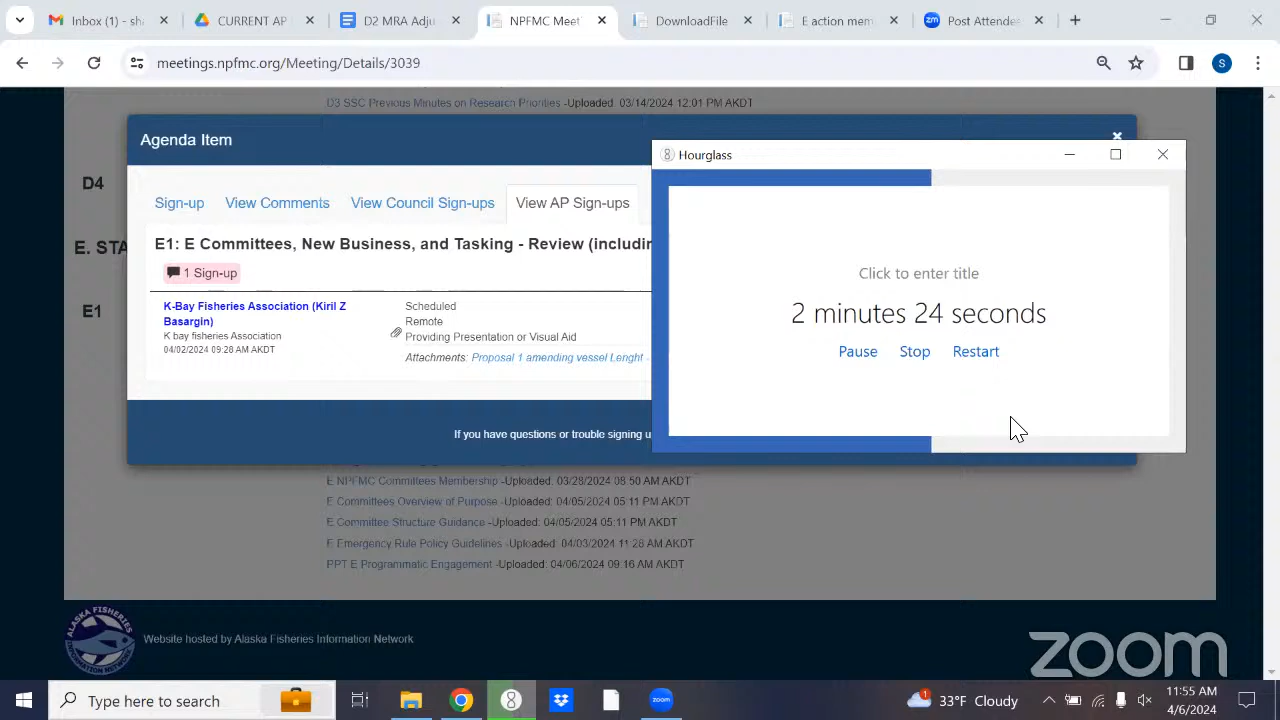 Inbox (1) - sh
CURRENT AP
D2 MRA Adju
NPFMC Meet
DownloadFile
E action mem
Post Attende
meetings.npfmc.org/Meeting/Details/3039
S
D3 SSC Previous Minutes on Research Priorities -Uploaded: 03/14/2024 12:01 PM AKDT
Agenda Item
Hourglass
D4
Sign-up
View Comments
View Council Sign-ups
View AP Sign-ups
E. STA
E1: E Committees, New Business, and Tasking - Review (includin
1 Sign-up
Click to enter title
E1
K-Bay Fisheries Association (Kiril Z
Basargin)
K bay fisheries Association
04/02/2024 09:28 AM AKDT
Scheduled
Remote
Providing Presentation or Visual Aid
Attachments: Proposal 1 amending vessel Lenght -
2 minutes 24 seconds
Pause
Stop
Restart
If you have questions or trouble signing u
E NPFMC Committees Membership -Uploaded: 03/28/2024 08:50 AM AKDT
E Committees Overview of Purpose -Uploaded: 04/05/2024 05:11 PM AKDT
E Committee Structure Guidance -Uploaded: 04/05/2024 05:11 PM AKDT
E Emergency Rule Policy Guidelines -Uploaded: 04/03/2024 11:28 AM AKDT
PPT E Programmatic Engagement -Uploaded: 04/06/2024 09:16 AM AKDT
ALASKA FISHERIES
INFORMATION NETWORK
Website hosted by Alaska Fisheries Information Network
zoom
Type here to search
zoom
1
33°F Cloudy
11:55 AM
4/6/2024